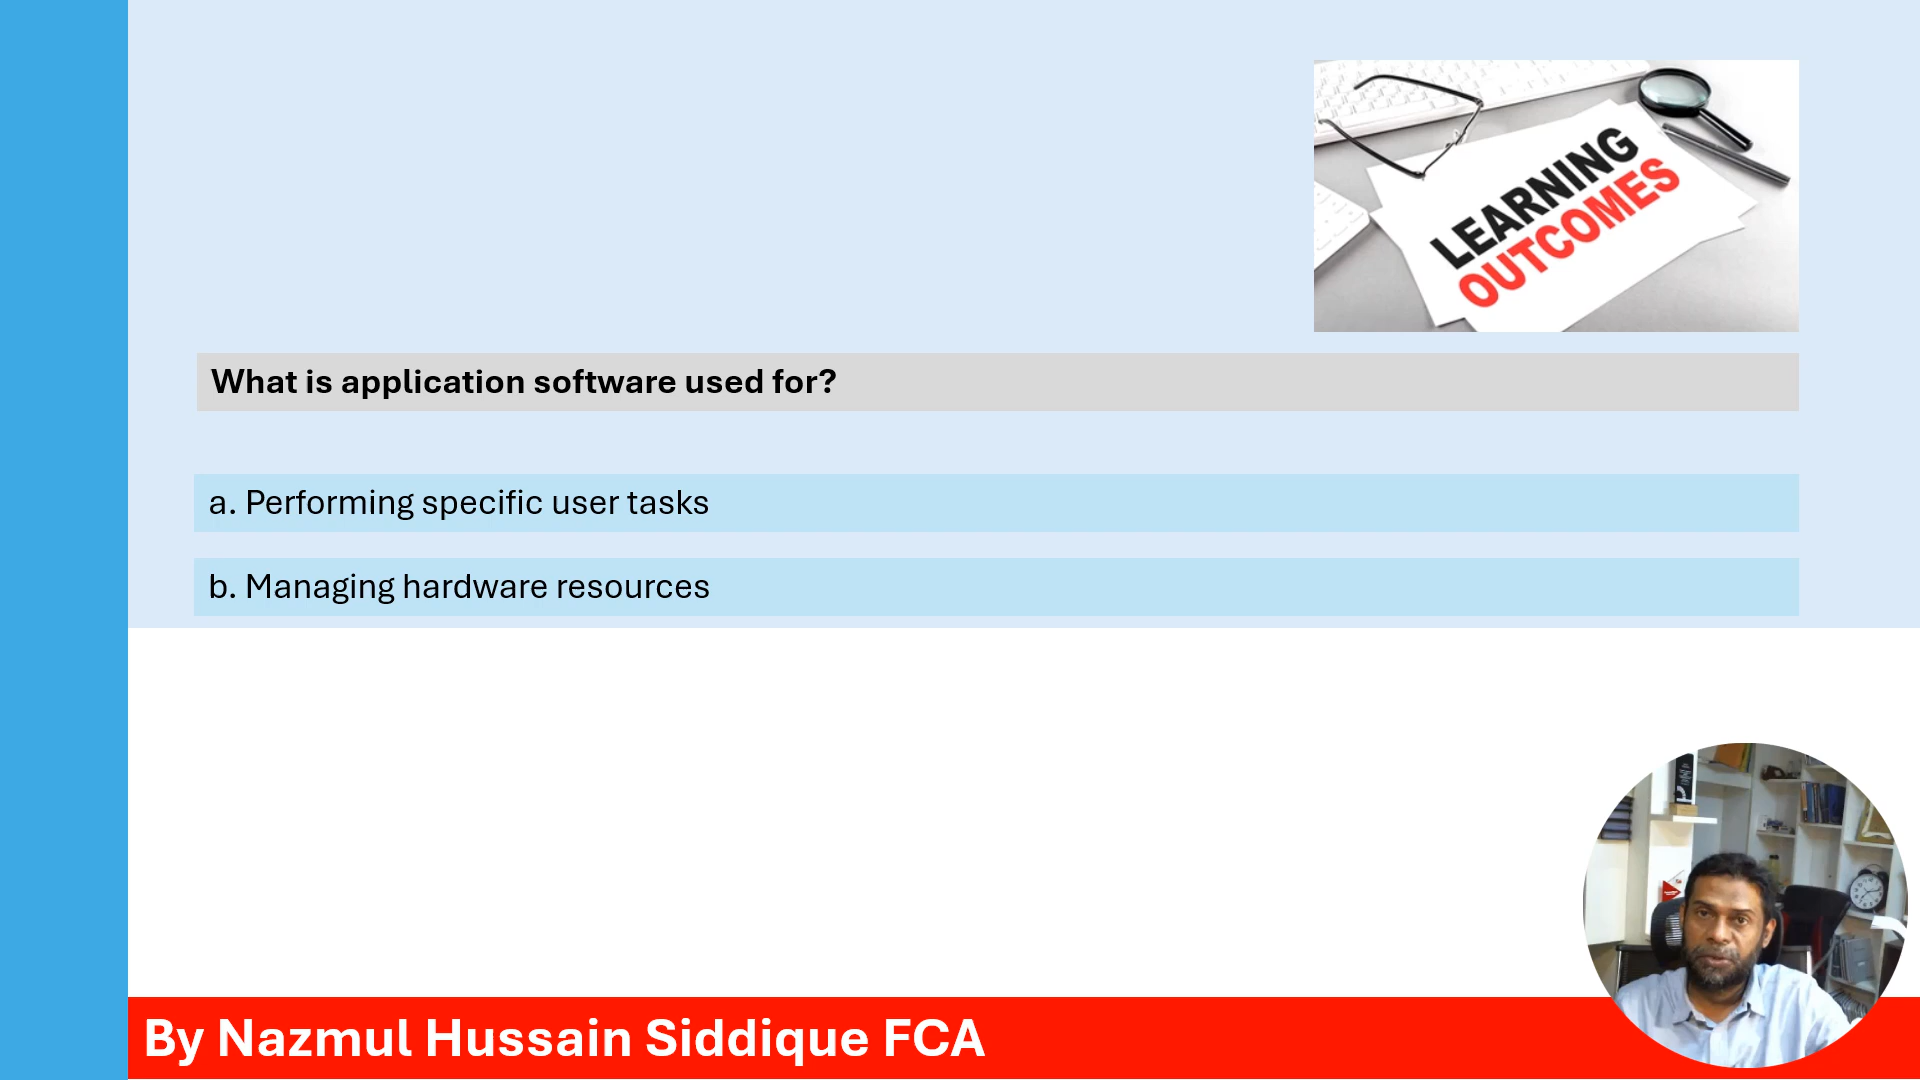 LEARNING
OUTCOMES
What is application software used for?
a. Performing specific user tasks
b. Managing hardware resources
By Nazmul Hussain Siddique FCA